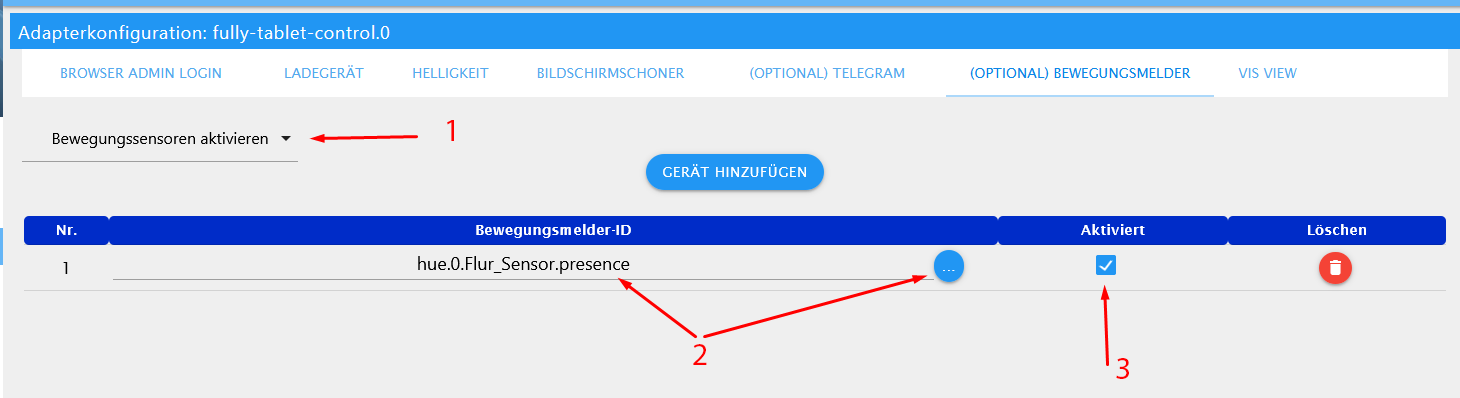 Adapterkonfiguration: fully-tablet-control.0
BROWSER ADMIN LOGIN LADEGERÄT HELLIGKEIT BILDSCHIRMSCHONER (OPTIONAL) TELEGRAM (OPTIONAL) BEWEGUNGSMELDER VIS VIEW
Bewegungssensoren aktivieren 1
GERÄT HINZUFÜGEN
Nr. Bewegungsmelder-ID Aktiviert Löschen
1 hue.0.Flur_Sensor.presence ...
2 3